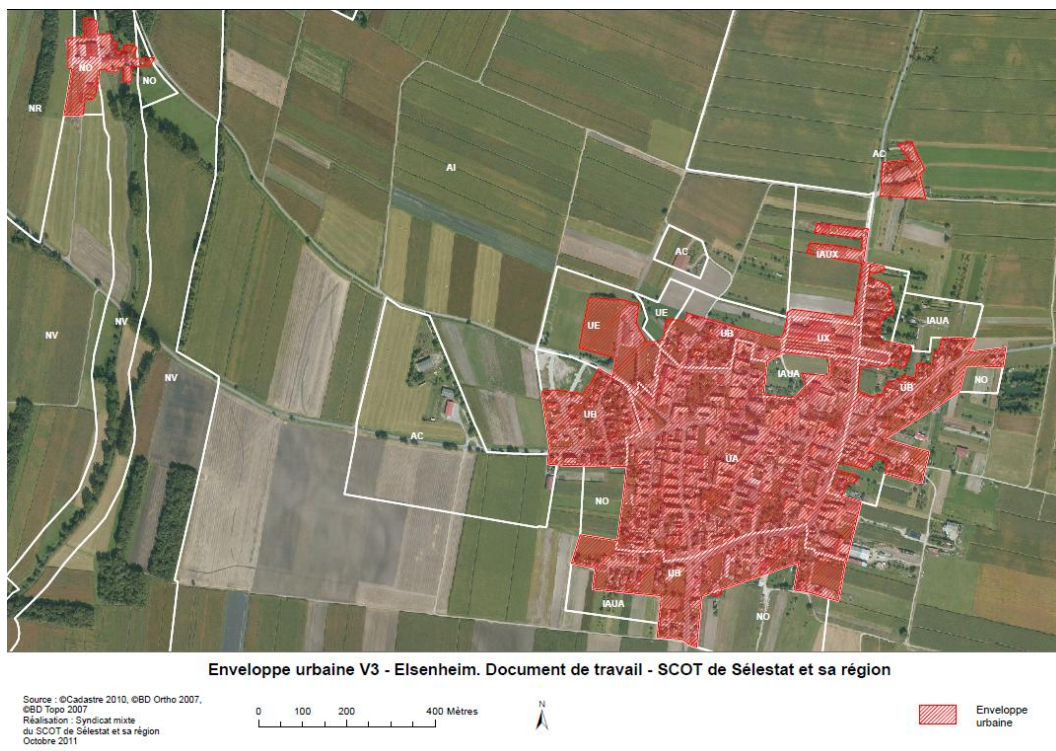 NO
NO
NR
AI
AC
AC
IAUX
UE
UE
UB
UX
IAUA
IAUA
UB
NO
NV
NV
NV
AC
UB
UA
NO
UB
IAUA
NO
Enveloppe urbaine V3 - Elsenheim. Document de travail - SCOT de Sélestat et sa région
Source : ©Cadastre 2010, ©BD Ortho 2007,
©BD Topo 2007
Réalisation : Syndicat mixte
du SCOT de Sélestat et sa région
Octobre 2011
0 100 200 400 Mètres
N
Enveloppe
urbaine